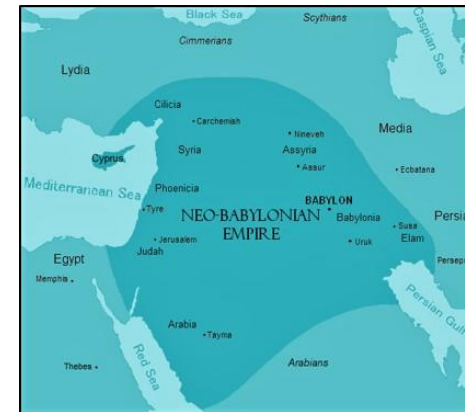 Black Sea
Scythians
Caspian Sea
Cimmerians
Lydia
Cilicia
Carchemish
Nineveh
Media
Cyprus
Syria
Assyria
Assur
Ecbatana
Mediterranean Sea
Phoenicia
BABYLON
Tyre
NEO-BABYLONIAN
EMPIRE
Babylonia
Susa
Persia
Elam
Jerusalem
Uruk
Judah
Egypt
Memphis
Persep
Persian Gulf
Arabia
Tayma
Red Sea
Thebes
Arabians